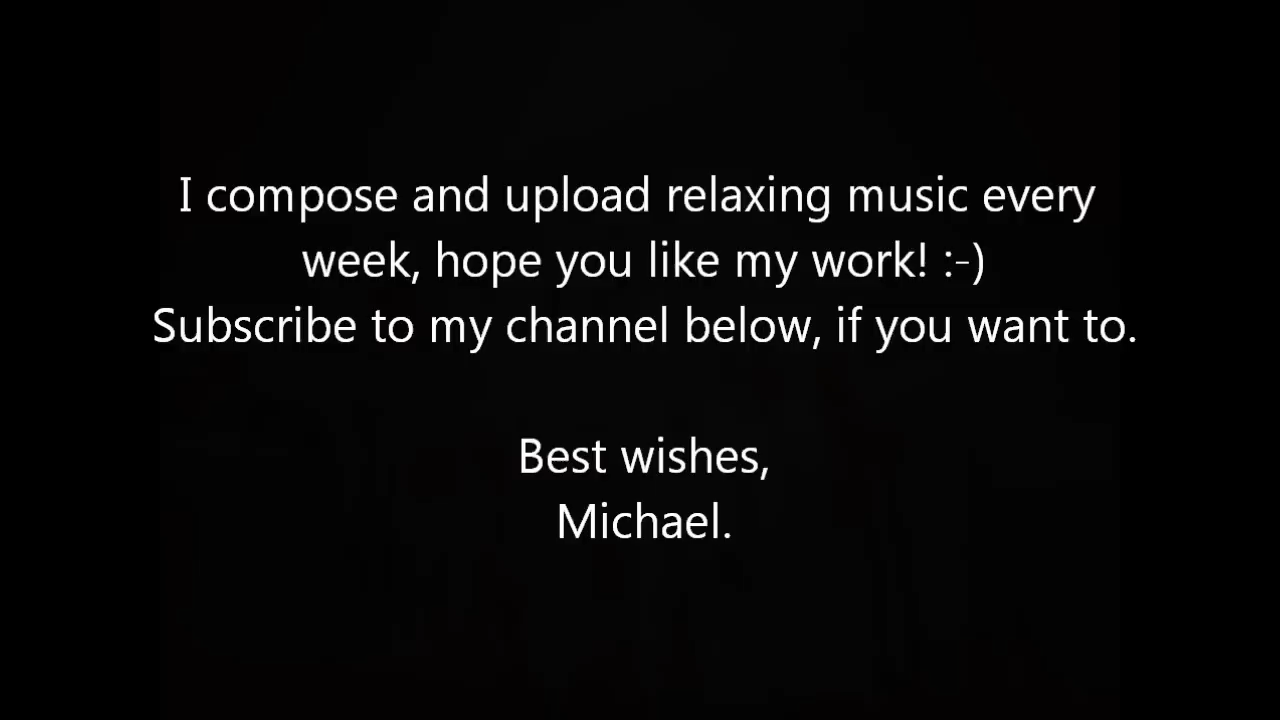 I compose and upload relaxing music every
week, hope you like my work! :-)
Subscribe to my channel below, if you want to.
Best wishes,
Michael.